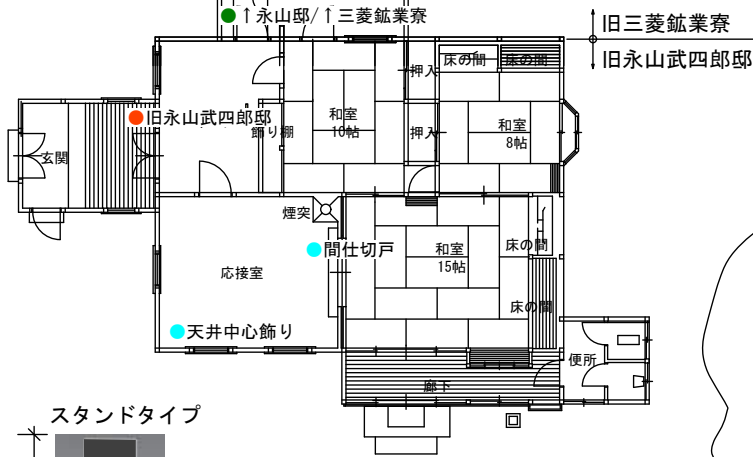 ↑永山邸/↑三菱鉱業寮
旧三菱鉱業寮
旧永山武四郎邸
押入
床の間
床の間
旧永山武四郎邸
玄関
飾り棚
和室
10帖
押入
和室
8帖
煙突
間仕切戸
応接室
和室
15帖
床の間
床の間
天井中心飾り
便所
廊下
スタンドタイプ